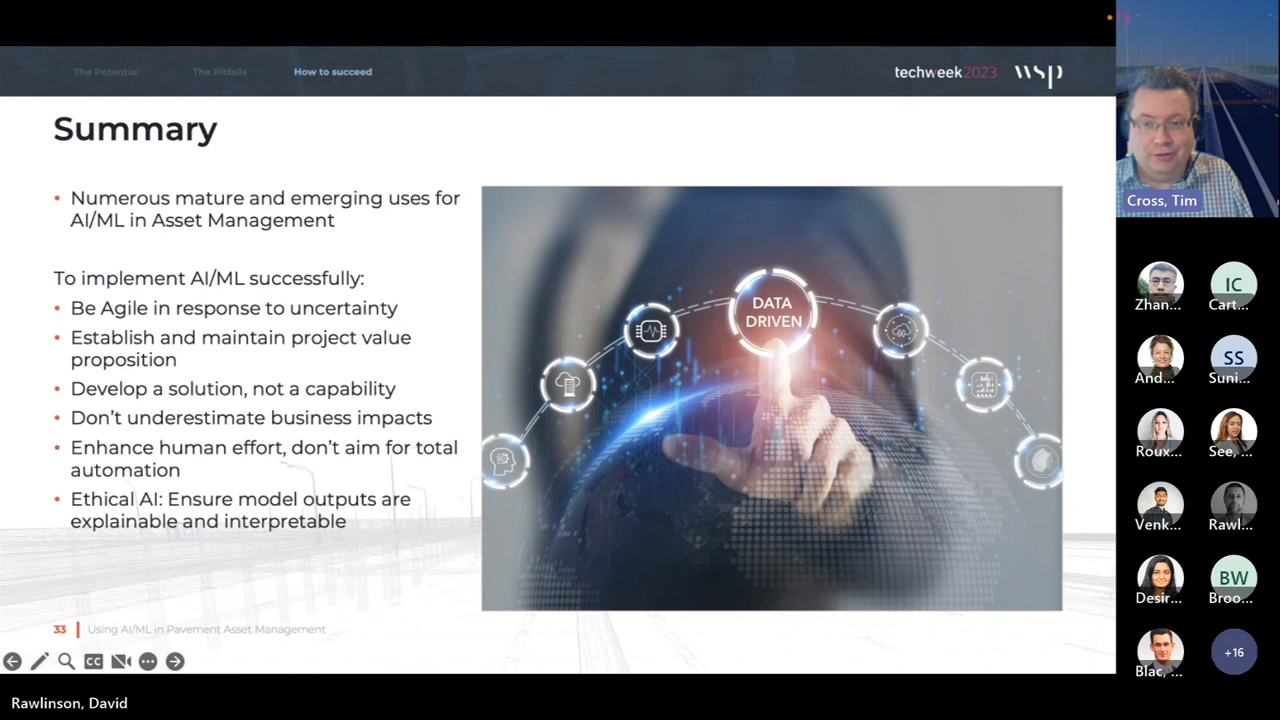 The Potential
The Pitfalls
How to succeed
techweek2023
wsp
Summary
• Numerous mature and emerging uses for
AI/ML in Asset Management
To implement AI/ML successfully:
• Be Agile in response to uncertainty
• Establish and maintain project value
proposition
• Develop a solution, not a capability
• Don't underestimate business impacts
• Enhance human effort, don't aim for total
automation
• Ethical AI: Ensure model outputs are
explainable and interpretable
DATA
DRIVEN
33
Using AI/ML in Pavement Asset Management
CC
Rawlinson, David
Cross, Tim
Zhan...
IC
Cart...
And...
SS
Suni...
Roux...
See, ...
Venk...
Rawl...
Desir...
BW
Broo...
Blac, ...
+16